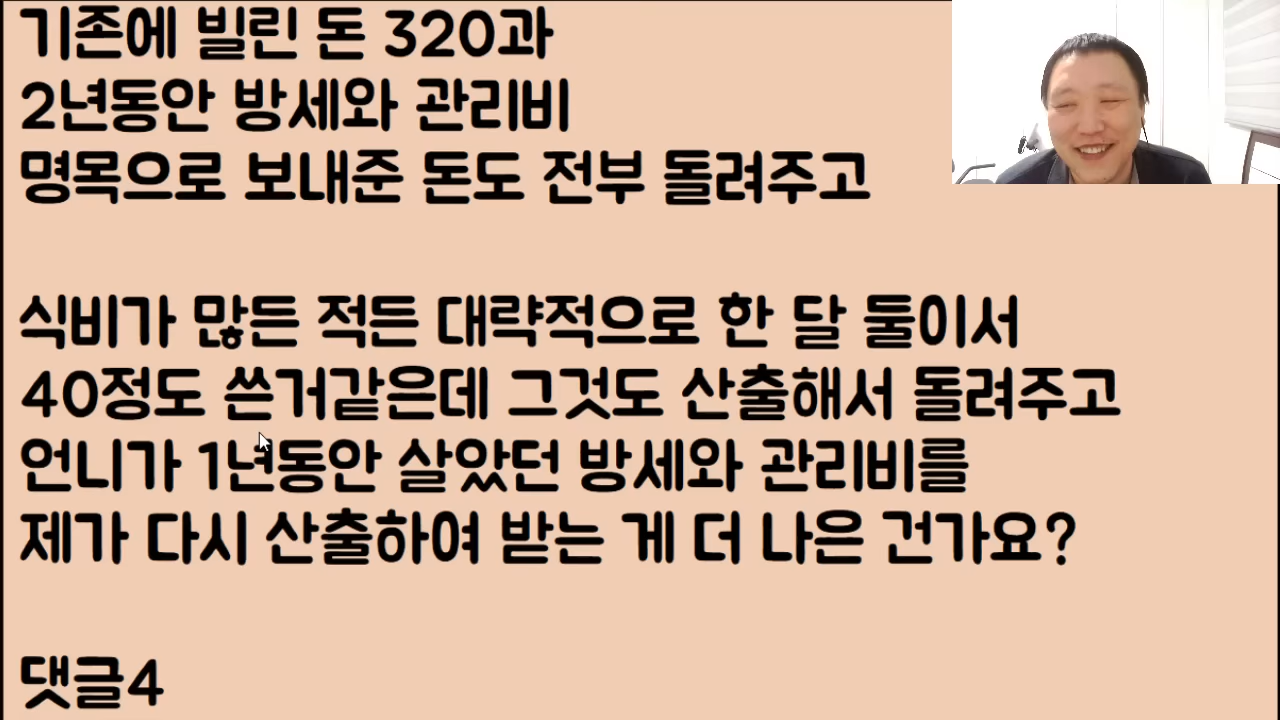 기존에 빌린 돈 320과
2년동안 방세와 관리비
명목으로 보내준 돈도 전부 돌려주고
식비가 많든 적든 대략적으로 한 달 둘이서
40정도 쓴거같은데 그것도 산출해서 돌려주고
언니가 1년동안 살았던 방세와 관리비를
제가 다시 산출하여 받는 게 더 나은 건가요?
댓글4